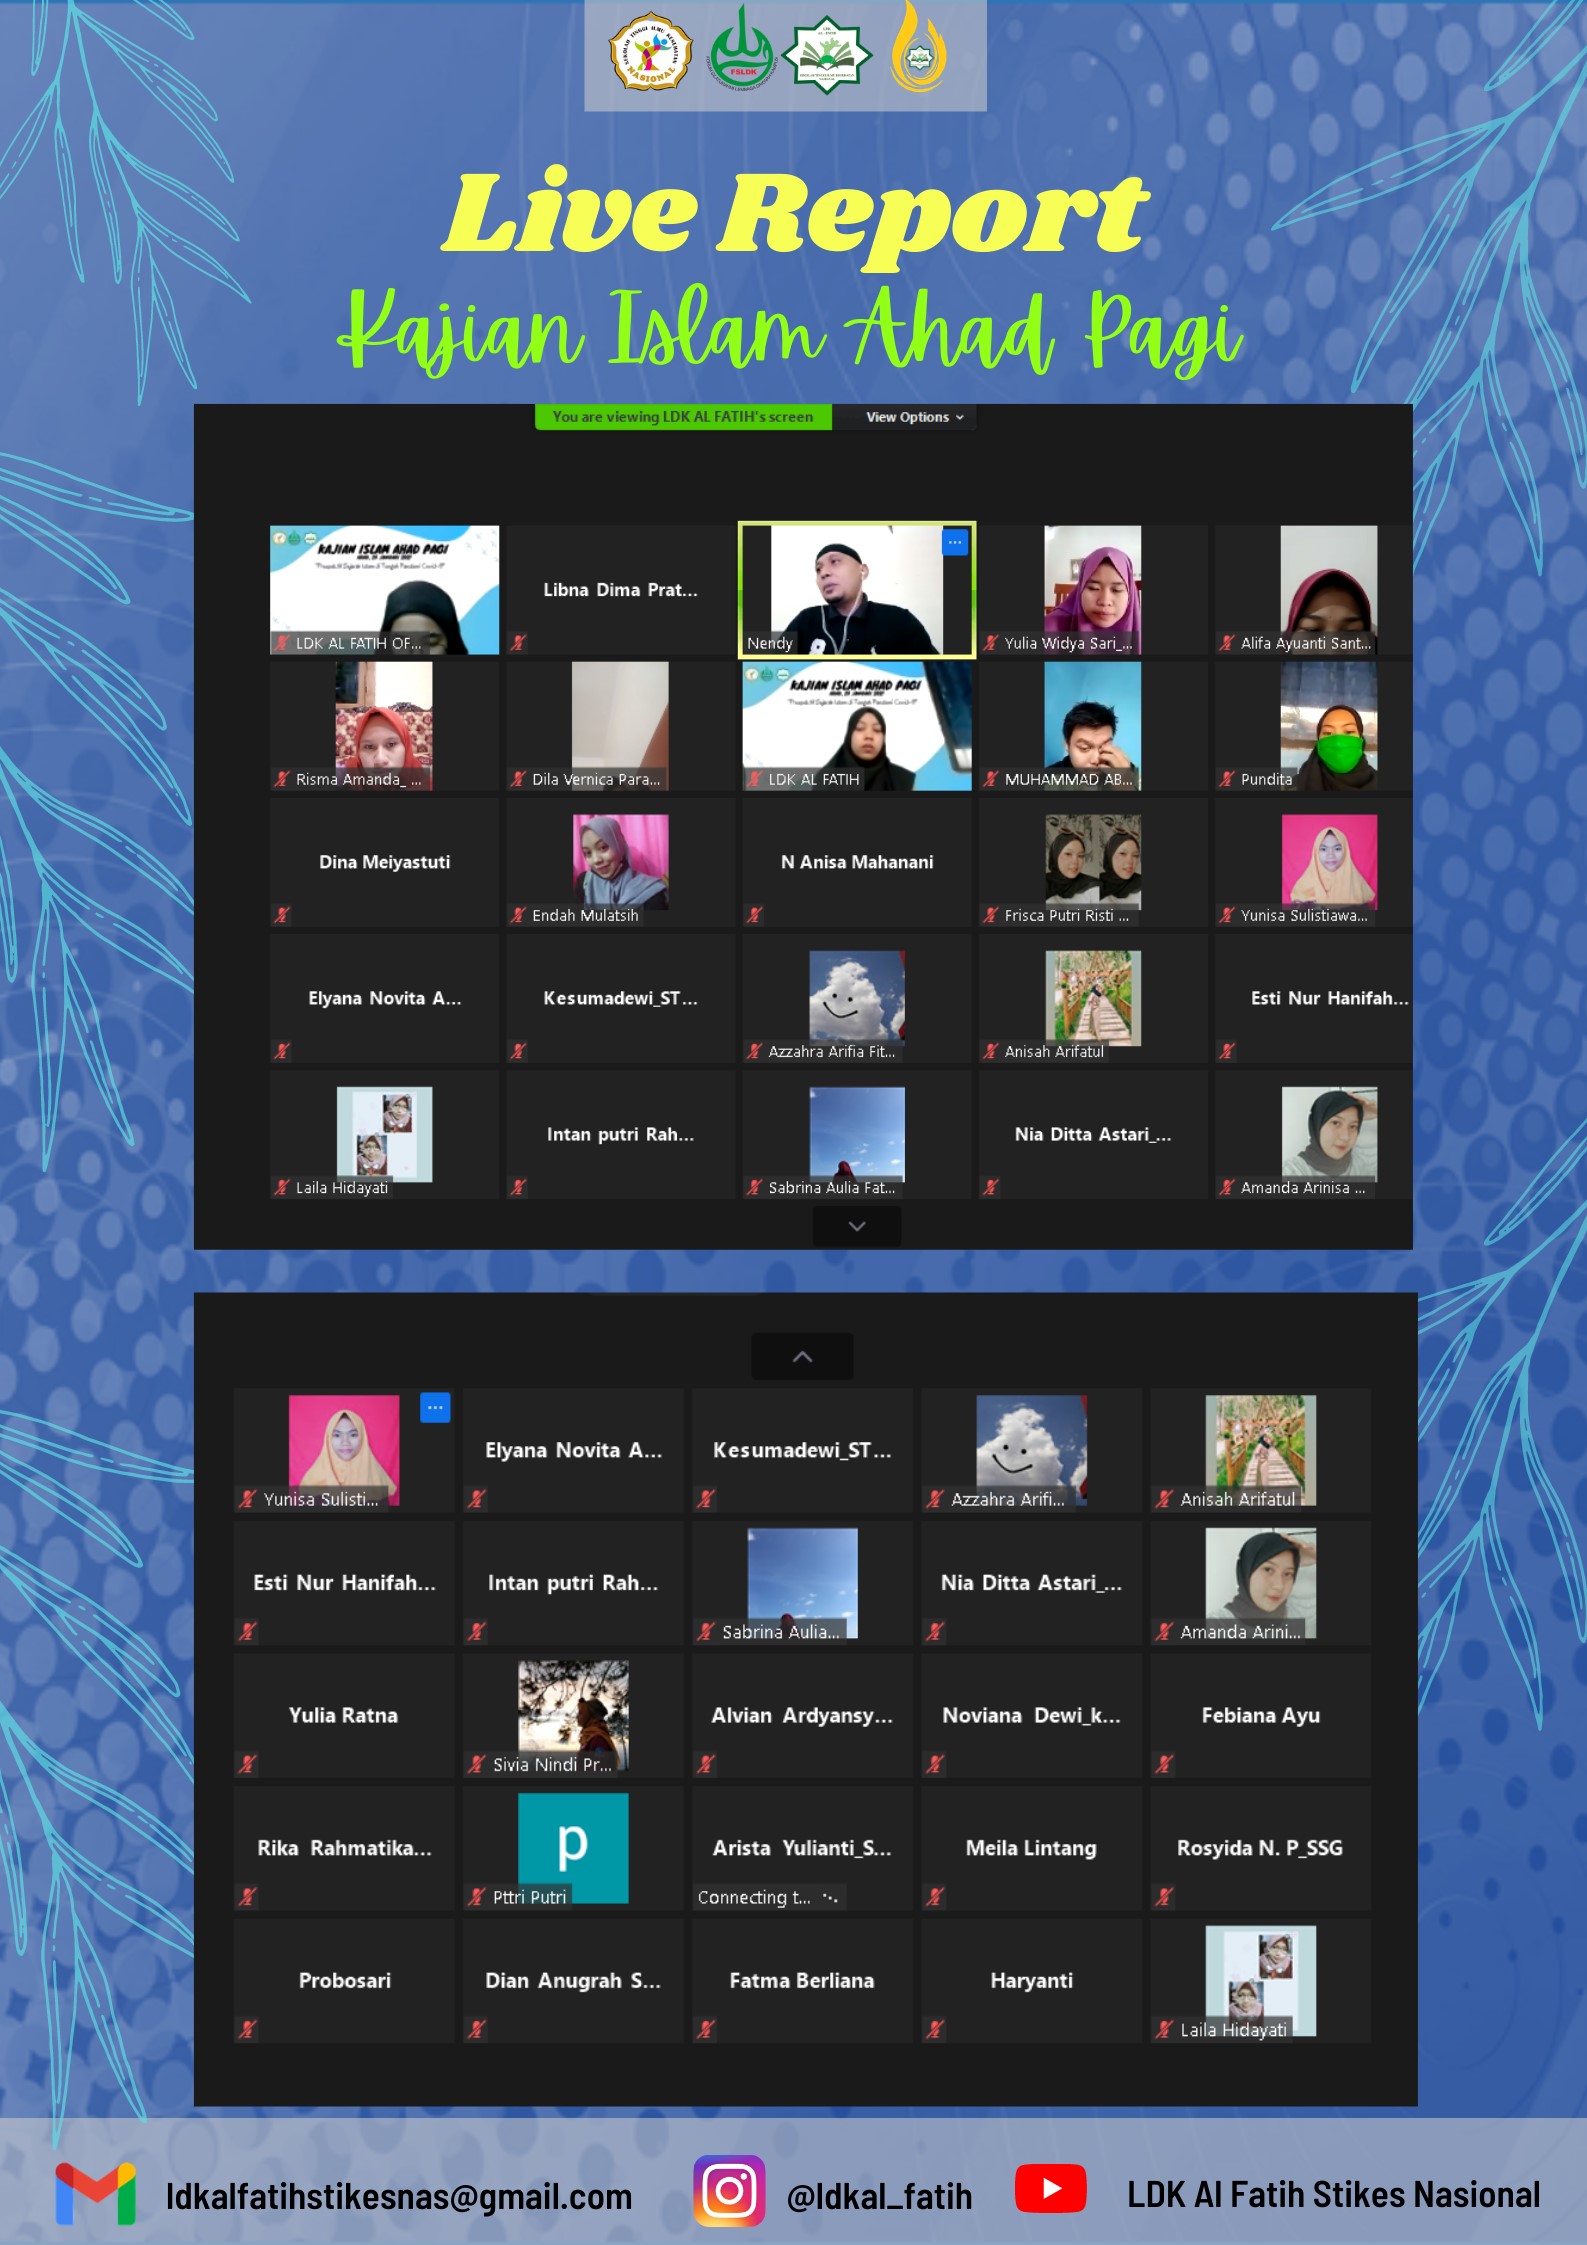 SEKOLAH TINGGI ILMU KESEHATAN
NASIONAL
FSLDK
Live Report
Kajian Islam Ahad Pagi
You are viewing LDK AL FATIH's screen
View Options
KAJIAN ISLAM AHAD PAGI
LDK AL FATIH OF...
Libna Dima Prat...
Nendy
Yulia Widya Sari_...
Alifa Ayuanti Sant...
Risma Amanda_ ...
Dila Vernica Para...
KAJIAN ISLAM AHAD PAGI
LDK AL FATIH
MUHAMMAD AB...
Pundita
Dina Meiyastuti
Endah Mulatsih
N Anisa Mahanani
Frisca Putri Risti ...
Yunisa Sulistiawa...
Elyana Novita A...
Kesumadewi_ST...
Azzahra Arifia Fit...
Anisah Arifatul
Esti Nur Hanifah...
Laila Hidayati
Intan putri Rah...
Sabrina Aulia Fat...
Nia Ditta Astari_...
Amanda Arinisa ...
Yunisa Sulisti...
Elyana Novita A...
Kesumadewi_ST...
Azzahra Arifi...
Anisah Arifatul
Esti Nur Hanifah...
Intan putri Rah...
Sabrina Aulia...
Nia Ditta Astari_...
Amanda Arini...
Yulia Ratna
Sivia Nindi Pr...
Alvian Ardyansy...
Noviana Dewi_k...
Febiana Ayu
Rika Rahmatika...
p
Pttri Putri
Arista Yulianti_S...
Connecting t...
Meila Lintang
Rosyida N. P_SSG
Probosari
Dian Anugrah S...
Fatma Berliana
Haryanti
Laila Hidayati
ldkalfatihstikesnas@gmail.com
@ldkal_fatih
LDK Al Fatih Stikes Nasional